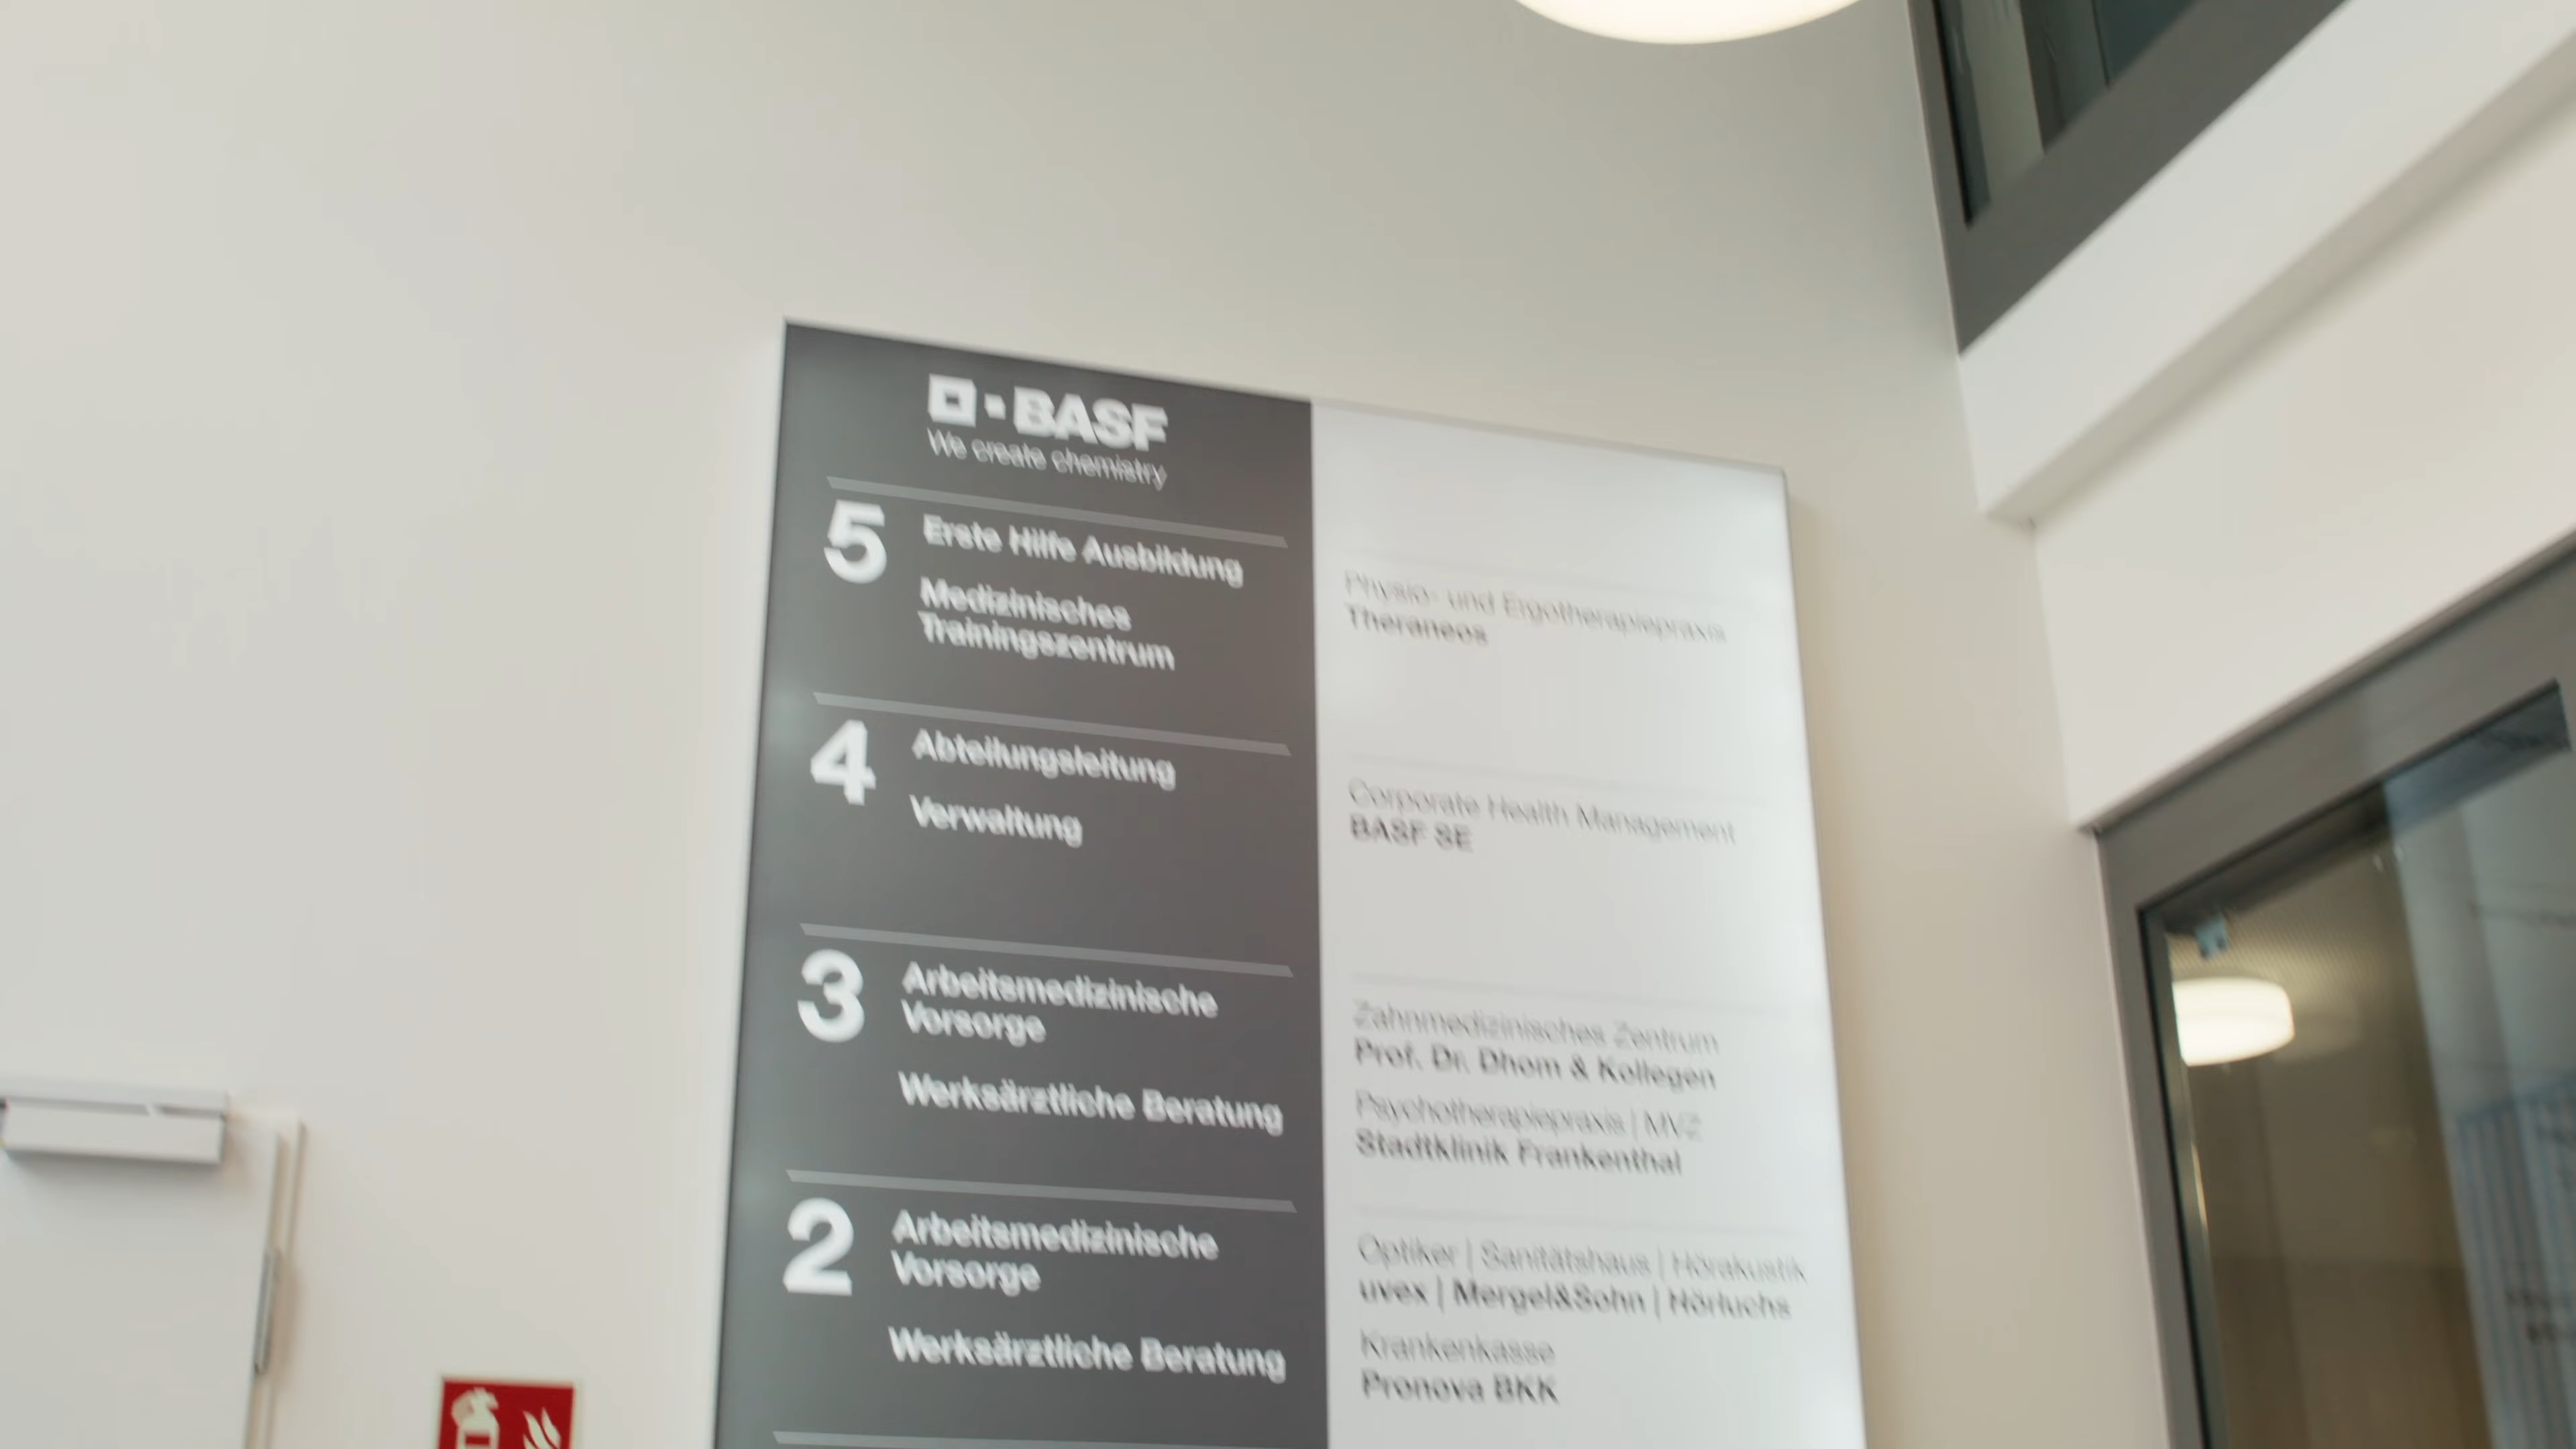 BASF
We create chemistry
5
Erste Hilfe Ausbildung
Medizinisches
Trainingszentrum
Physio- und Ergotherapiepraxis
Theraneos
4
Abteilungsleitung
Verwaltung
Corporate Health Management
BASF SE
3
Arbeitsmedizinische
Vorsorge
Werksärztliche Beratung
Zahnmedizinisches Zentrum
Prof. Dr. Dhom & Kollegen
Psychotherapiepraxis | MVZ
Stadtklinik Frankenthal
2
Arbeitsmedizinische
Vorsorge
Werksärztliche Beratung
Optiker | Sanitätshaus | Hörakustik
uvex | Mergel&Sohn | Hörluchs
Krankenkasse
Pronova BKK